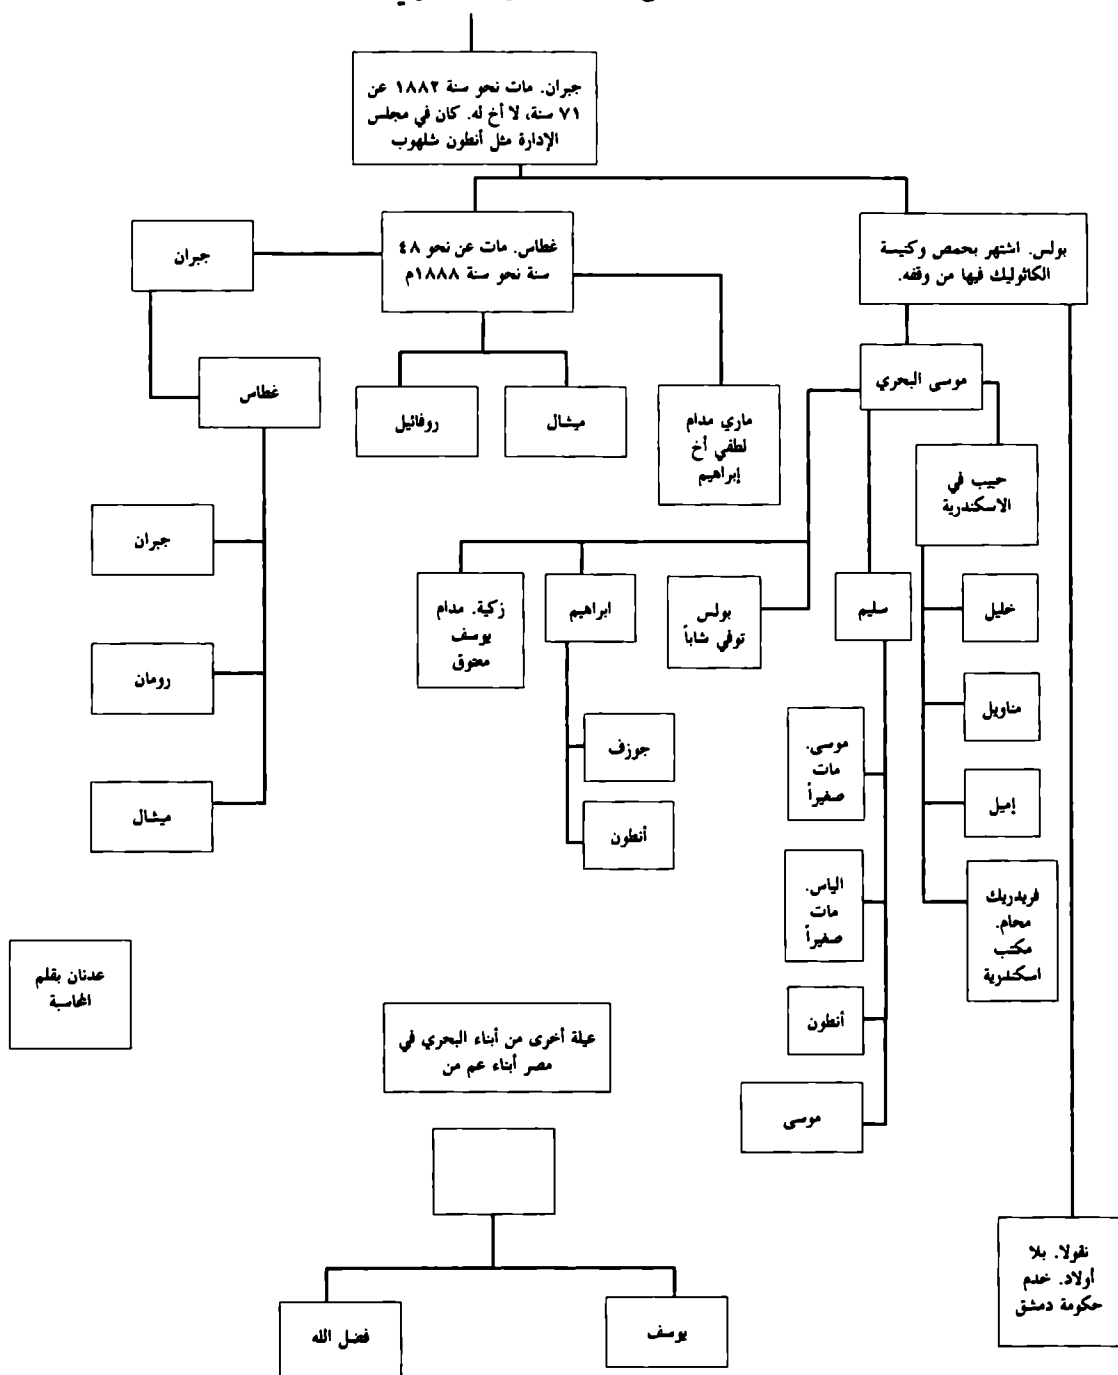 جبران. مات نحو سنة ١٨٨٢ عن
٧١ سنة، لا أخ له. كان في مجلس
الإدارة مثل أنطون شلهوب
بولس. اشتهر بحمص وكنيسة
الكاثوليك فيها من وقفه.
غطاس. مات عن نحو ٤٨
سنة نحو سنة ١٨٨٨م
جبران
موسى البحري
غطاس
ميشال
روفائيل
ماري مدام
لطفي أخ
إبراهيم
حبيب في
الاسكندرية
جبران
رومان
ميشال
زكية. مدام
يوسف
معتوق
ابراهيم
بولس
توفي شاباً
سليم
خليل
مناويل
إميل
فريدريك
محام.
مكتب
اسكندرية
جوزف
أنطون
موسى.
مات
صغيراً
الياس.
مات
صغيراً
أنطون
موسى
عدنان بقلم
المحاسبة
عيلة أخرى من أبناء البحري في
مصر أبناء عم من
نقولا. بلا
أولاد. خدم
حكومة دمشق
يوسف
فضل الله